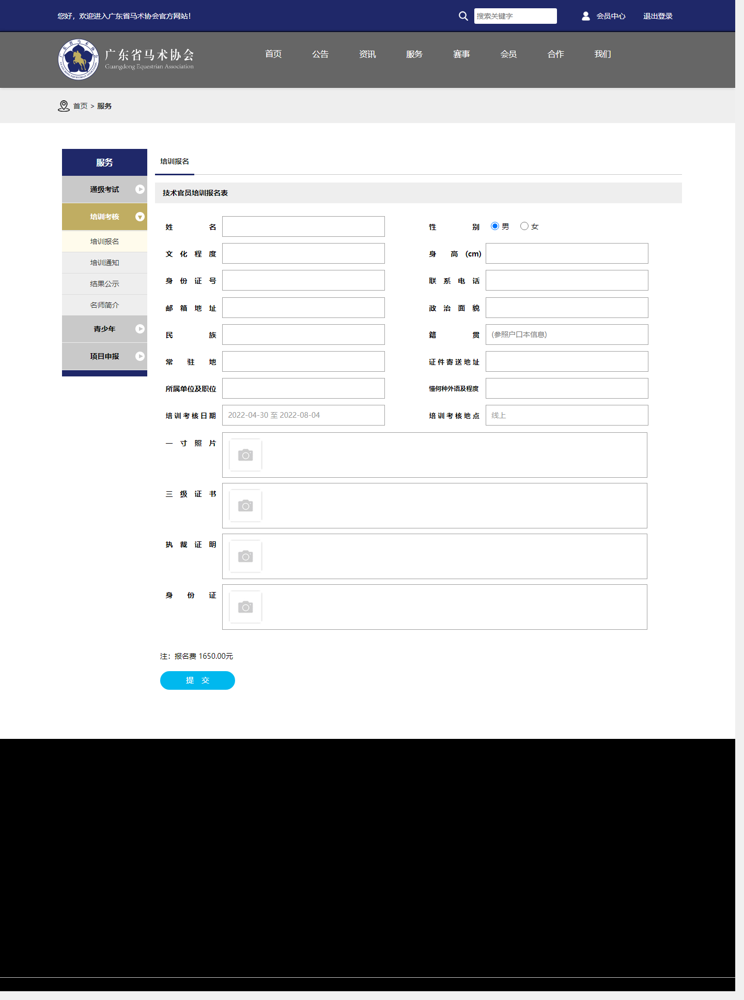 您好，欢迎进入广东省马术协会官方网站！
搜索关键字
会员中心
退出登录
广东省马术协会
GUANGDONG EQUESTRIAN ASSOCIATION
广东省马术协会
Guangdong Equestrian Association
首页 公告 资讯 服务 赛事 会员 合作 我们
首页 > 服务
服务
通级考试
培训考核
培训报名
培训通知
结果公示
名师简介
青少年
项目申报
培训报名
技术官员培训报名表
姓名
性别 男 女
文化程度
身高(cm)
身份证号
联系电话
邮箱地址
政治面貌
民族
籍贯 (参照户口本信息)
常驻地
证件寄送地址
所属单位及职位
懂何种外语及程度
培训考核日期 2022-04-30 至 2022-08-04
培训考核地点 线上
一寸照片
三级证书
执裁证明
身份证
注：报名费 1650.00元
提 交